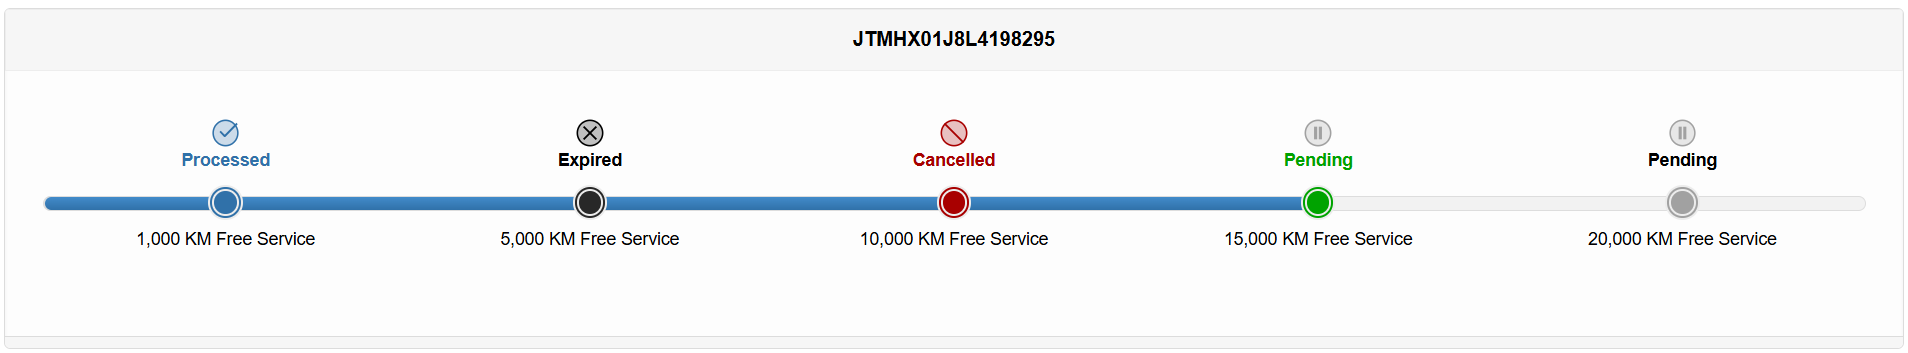 JTMHX01J8L4198295
Processed
Expired
Cancelled
Pending
Pending
1,000 KM Free Service
5,000 KM Free Service
10,000 KM Free Service
15,000 KM Free Service
20,000 KM Free Service